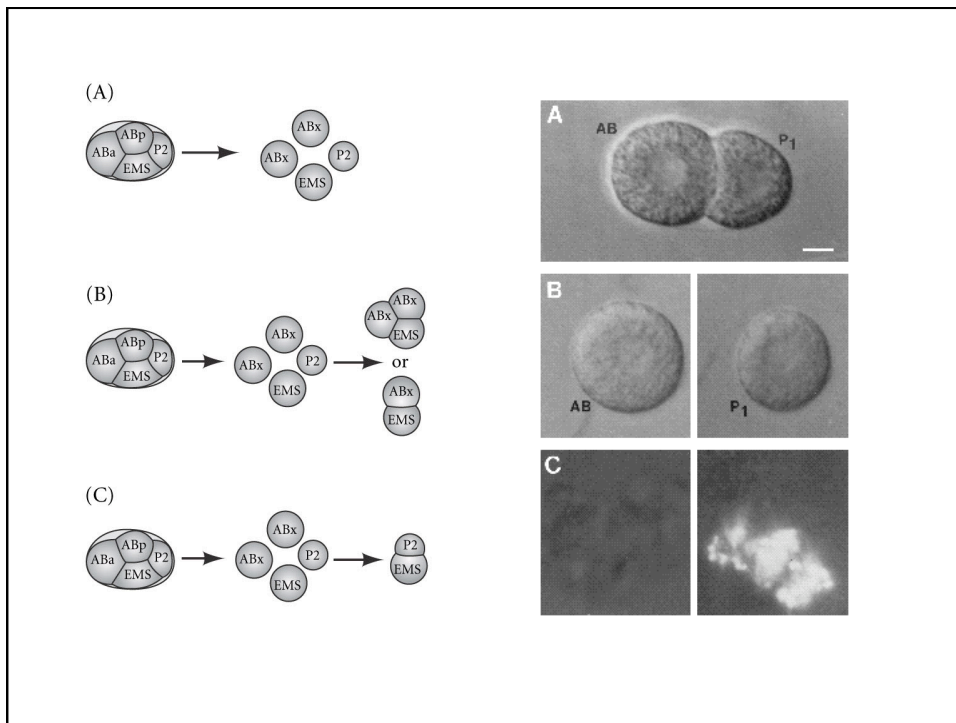 (A)
ABa ABp P2 EMS
ABx ABx P2 EMS
(B)
ABa ABp P2 EMS
ABx ABx P2 EMS
ABx ABx EMS
or
ABx EMS
(C)
ABa ABp P2 EMS
ABx ABx P2 EMS
P2 EMS
A
AB P1
B
AB P1
C